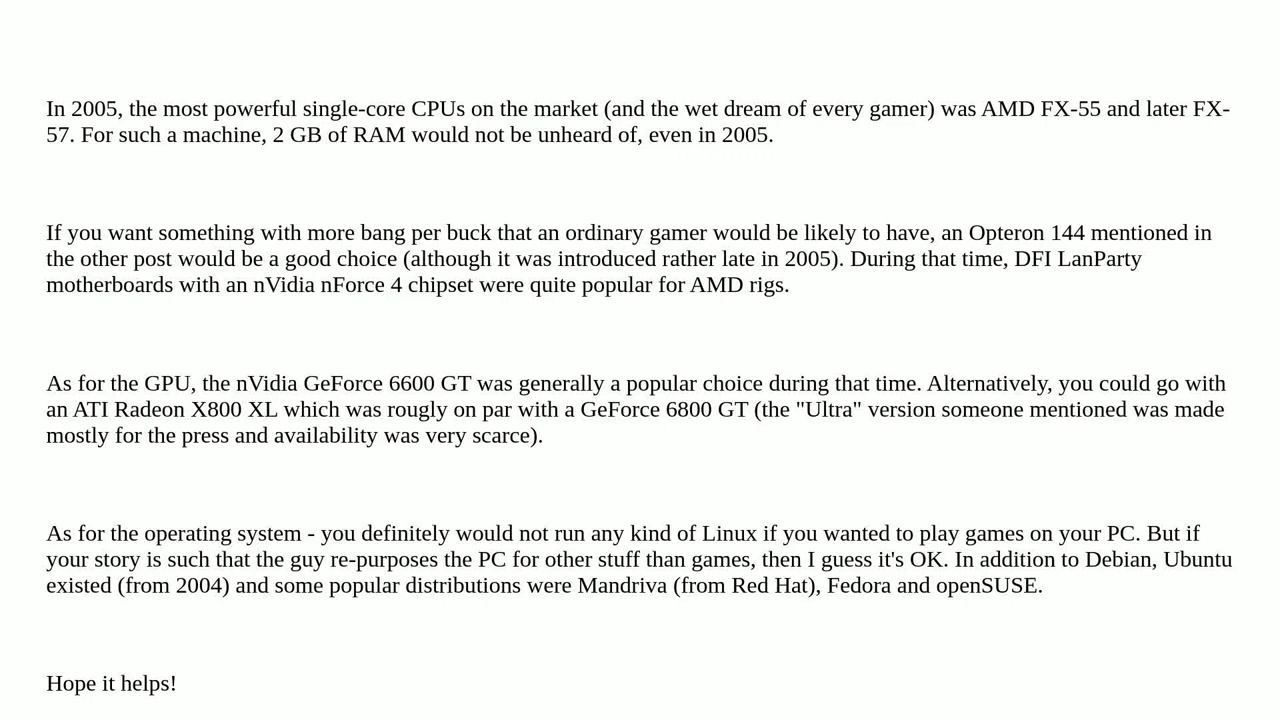 In 2005, the most powerful single-core CPUs on the market (and the wet dream of every gamer) was AMD FX-55 and later FX-
57. For such a machine, 2 GB of RAM would not be unheard of, even in 2005.
If you want something with more bang per buck that an ordinary gamer would be likely to have, an Opteron 144 mentioned in
the other post would be a good choice (although it was introduced rather late in 2005). During that time, DFI LanParty
motherboards with an nVidia nForce 4 chipset were quite popular for AMD rigs.
As for the GPU, the nVidia GeForce 6600 GT was generally a popular choice during that time. Alternatively, you could go with
an ATI Radeon X800 XL which was rougly on par with a GeForce 6800 GT (the "Ultra" version someone mentioned was made
mostly for the press and availability was very scarce).
As for the operating system - you definitely would not run any kind of Linux if you wanted to play games on your PC. But if
your story is such that the guy re-purposes the PC for other stuff than games, then I guess it's OK. In addition to Debian, Ubuntu
existed (from 2004) and some popular distributions were Mandriva (from Red Hat), Fedora and openSUSE.
Hope it helps!